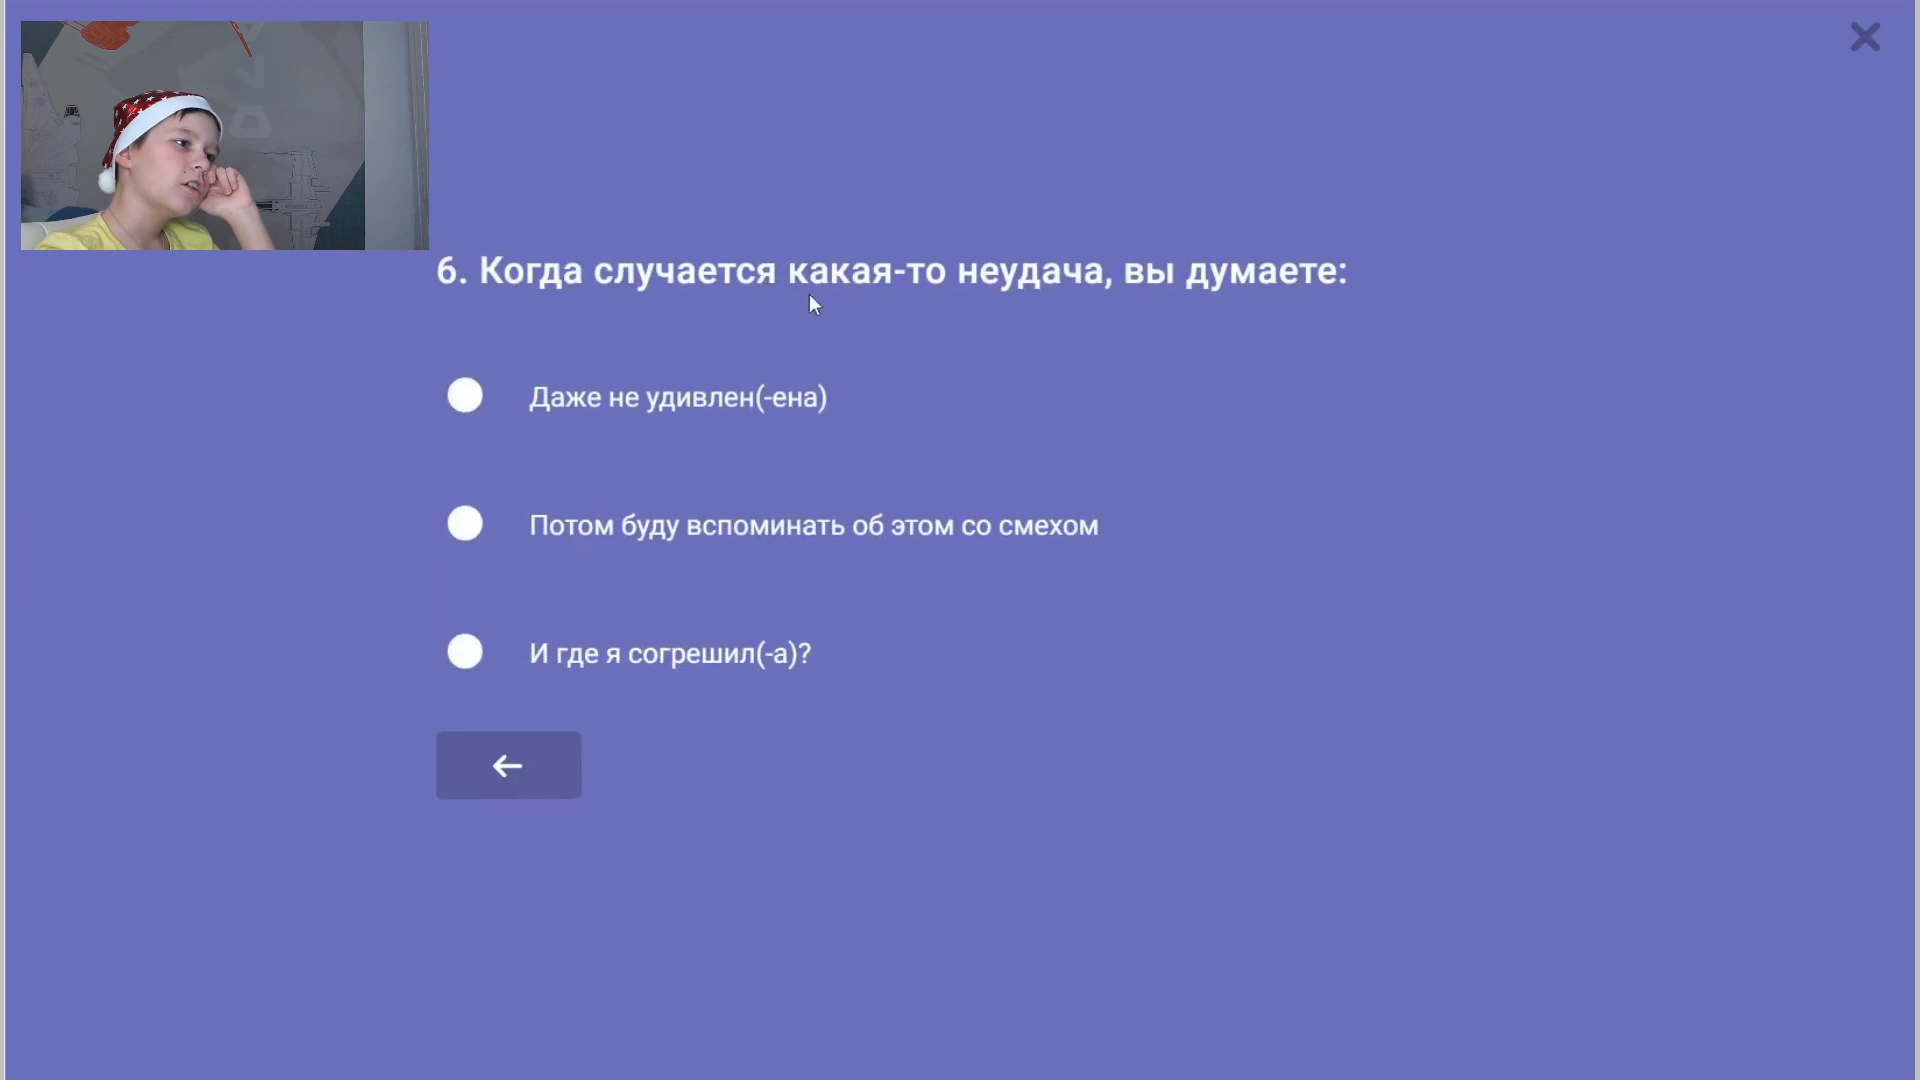 6. Когда случается какая-то неудача, вы думаете:
Даже не удивлен(-ена)
Потом буду вспоминать об этом со смехом
И где я согрешил(-а)?